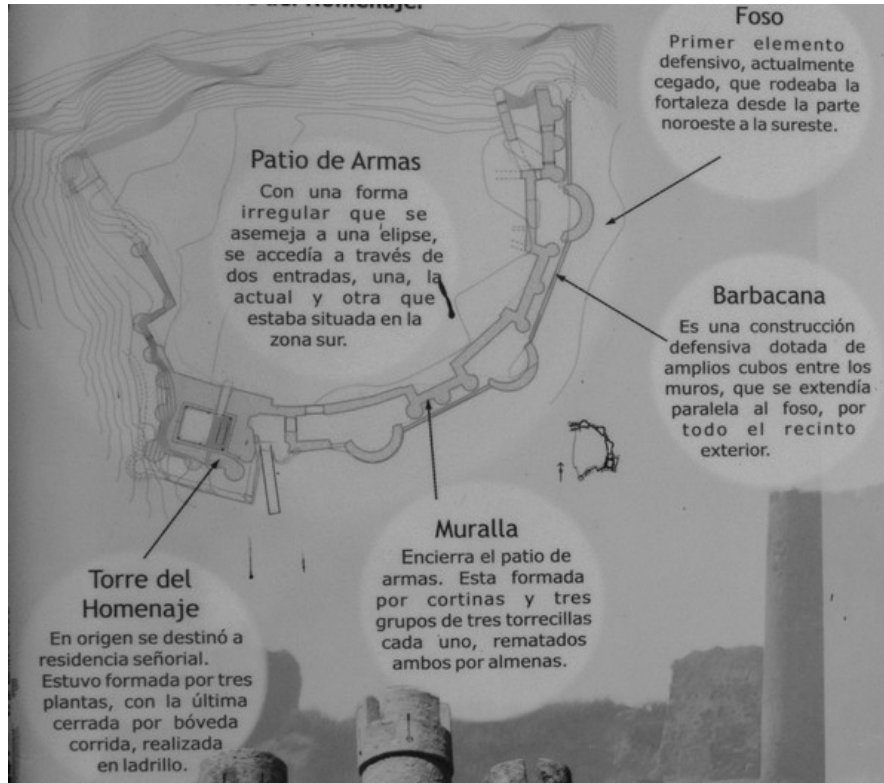 del Homenaje.
Foso
Primer elemento
defensivo, actualmente
cegado, que rodeaba la
fortaleza desde la parte
noroeste a la sureste.
Patio de Armas
Con una forma
irregular que se
asemeja a una elipse,
se accedía a través de
dos entradas, una, la
actual y otra que
estaba situada en la
zona sur.
Barbacana
Es una construcción
defensiva dotada de
amplios cubos entre los
muros, que se extendía
paralela al foso, por
todo el recinto
exterior.
Muralla
Encierra el patio de
armas. Esta formada
por cortinas y tres
grupos de tres torrecillas
cada uno, rematados
ambos por almenas.
Torre del
Homenaje
En origen se destinó a
residencia señorial.
Estuvo formada por tres
plantas, con la última
cerrada por bóveda
corrida, realizada
en ladrillo.